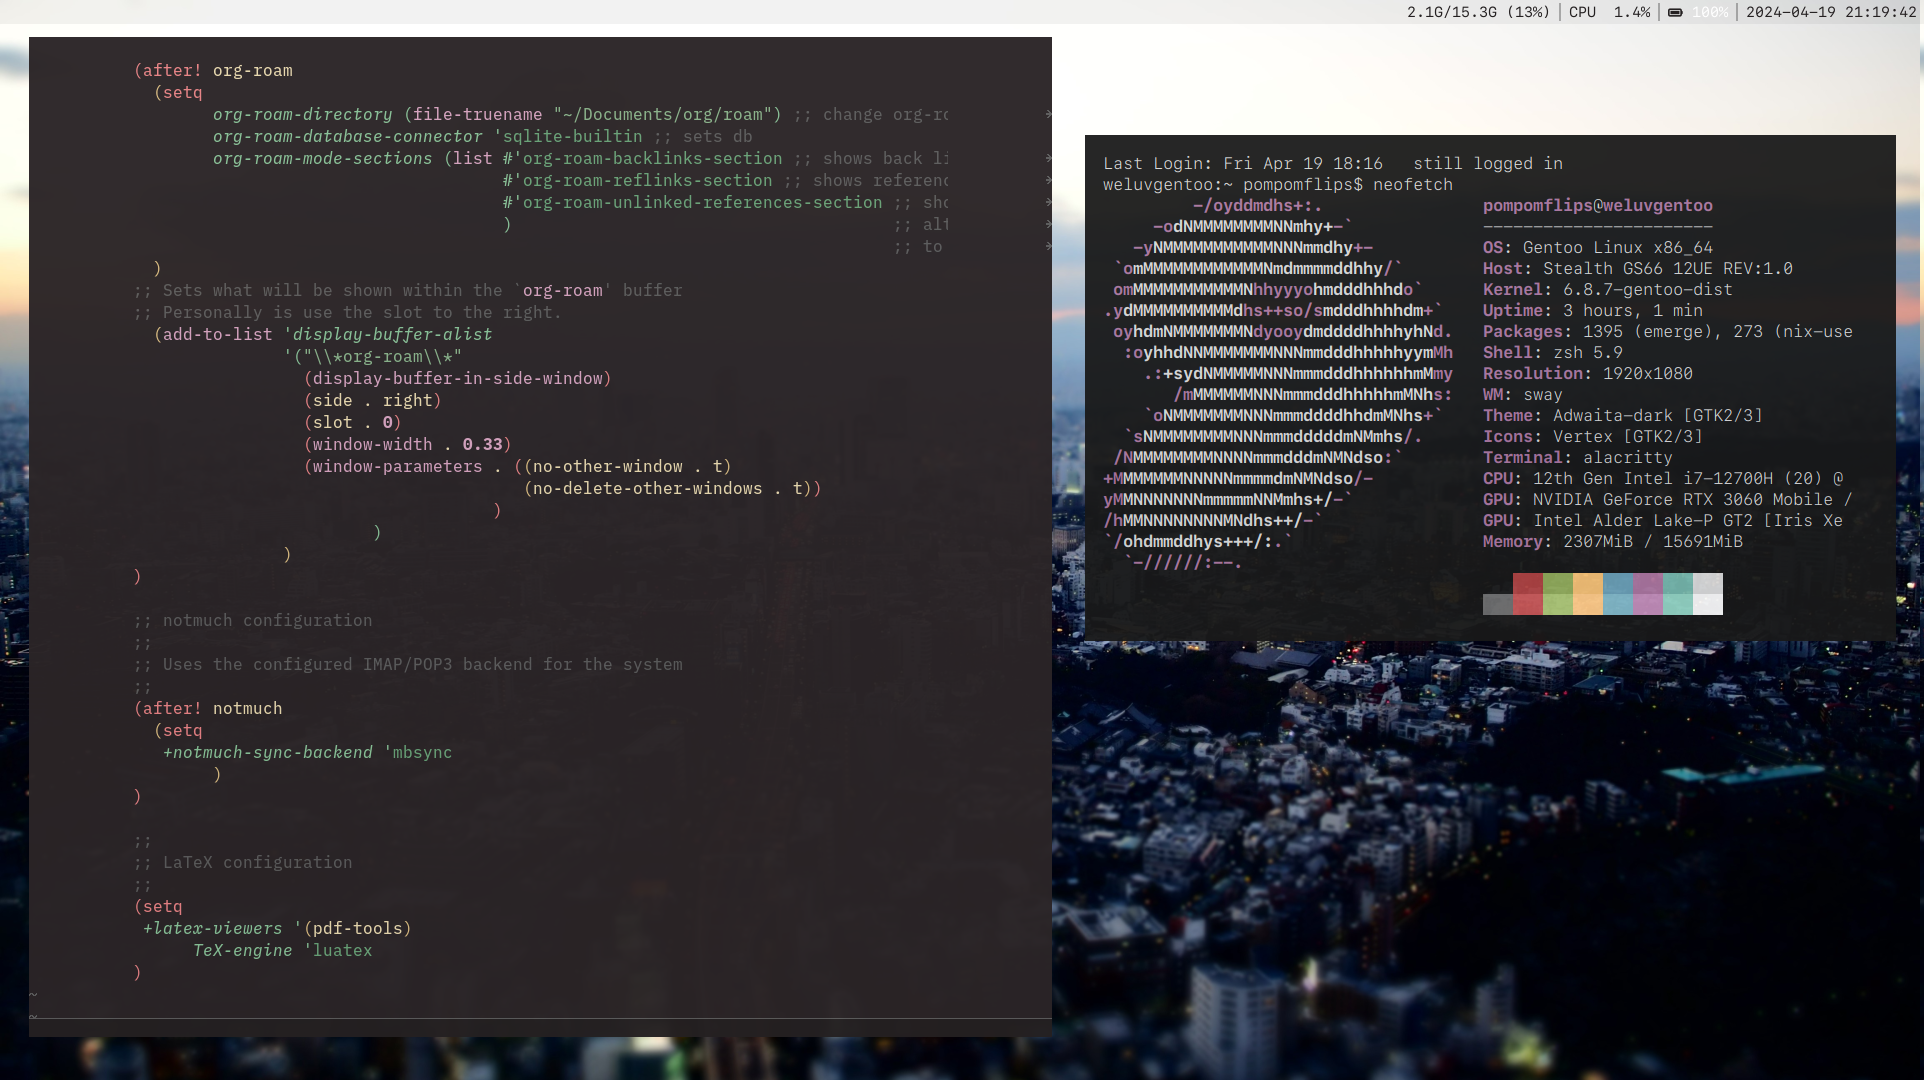 2.1G/15.3G (13%) | CPU 1.4% | 100% | 2024-04-19 21:19:42
(after! org-roam
(setq
org-roam-directory (file-truename "~/Documents/org/roam") ;; change org-ro
org-roam-database-connector 'sqlite-builtin ;; sets db
org-roam-mode-sections (list #'org-roam-backlinks-section ;; shows back li
#'org-roam-reflinks-section ;; shows referenc
#'org-roam-unlinked-references-section ;; sho
) ;; alt
;; to
)
;; Sets what will be shown within the `org-roam' buffer
;; Personally is use the slot to the right.
(add-to-list 'display-buffer-alist
'("\\*org-roam\\*"
(display-buffer-in-side-window)
(side . right)
(slot . 0)
(window-width . 0.33)
(window-parameters . ((no-other-window . t)
(no-delete-other-windows . t))
)
)
)
)
;; notmuch configuration
;;
;; Uses the configured IMAP/POP3 backend for the system
;;
(after! notmuch
(setq
+notmuch-sync-backend 'mbsync
)
)
;;
;; LaTeX configuration
;;
(setq
+latex-viewers '(pdf-tools)
TeX-engine 'luatex
)
~
~
Last Login: Fri Apr 19 18:16 still logged in
weluvgentoo:~ pompomflips$ neofetch
-/oyddmdhs+:.
-odNMMMMMMMMNNmhy+-`
-yNMMMMMMMMMMMNNNmmdhy+-
`omMMMMMMMMMMMMNmdmmmmddhhy/`
omMMMMMMMMMMMNhhyyyohmdddhhhdo`
.ydMMMMMMMMMMdhs++so/smdddhhhhdm+`
oyhdmNMMMMMMMNdyooydmddddhhhhyhNd.
:oyhhdNNMMMMMMMNNNmmdddhhhhhyymMh
.:+sydNMMMMMNNNmmmdddhhhhhhmMmy
/mMMMMMMNNNmmmdddhhhhhmMNhs:
`oNMMMMMMMNNNmmmddddhhdmMNhs+`
`sNMMMMMMMMNNNmmmdddddmNMmhs/.
/NMMMMMMMMNNNNmmmdddmNMNdso:`
+MMMMMMMNNNNNmmmmdmNMNdso/-
yMMNNNNNNNmmmmmNNMmhs+/-`
/hMMNNNNNNNNMNdhs++/-`
`/ohdmmddhys+++/:.`
`-//////:--.
pompomflips@weluvgentoo
-----------------------
OS: Gentoo Linux x86_64
Host: Stealth GS66 12UE REV:1.0
Kernel: 6.8.7-gentoo-dist
Uptime: 3 hours, 1 min
Packages: 1395 (emerge), 273 (nix-use
Shell: zsh 5.9
Resolution: 1920x1080
WM: sway
Theme: Adwaita-dark [GTK2/3]
Icons: Vertex [GTK2/3]
Terminal: alacritty
CPU: 12th Gen Intel i7-12700H (20) @
GPU: NVIDIA GeForce RTX 3060 Mobile /
GPU: Intel Alder Lake-P GT2 [Iris Xe
Memory: 2307MiB / 15691MiB